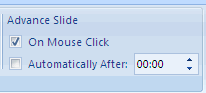 Advance Slide
On Mouse Click
Automatically After: 00:00